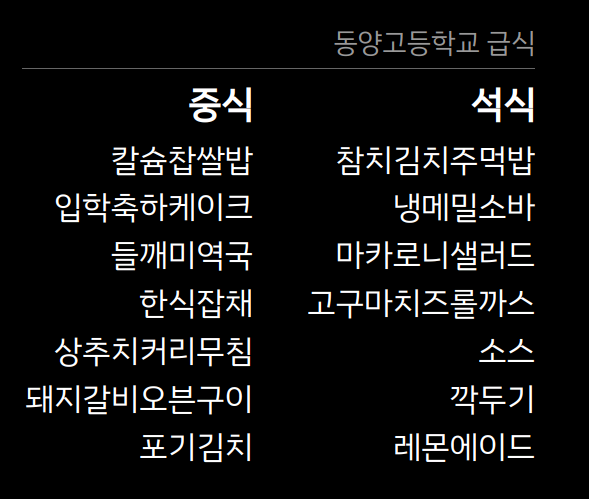 동양고등학교 급식
중식
칼슘찹쌀밥
입학축하케이크
들깨미역국
한식잡채
상추치커리무침
돼지갈비오븐구이
포기김치
석식
참치김치주먹밥
냉메밀소바
마카로니샐러드
고구마치즈롤까스
소스
깍두기
레몬에이드